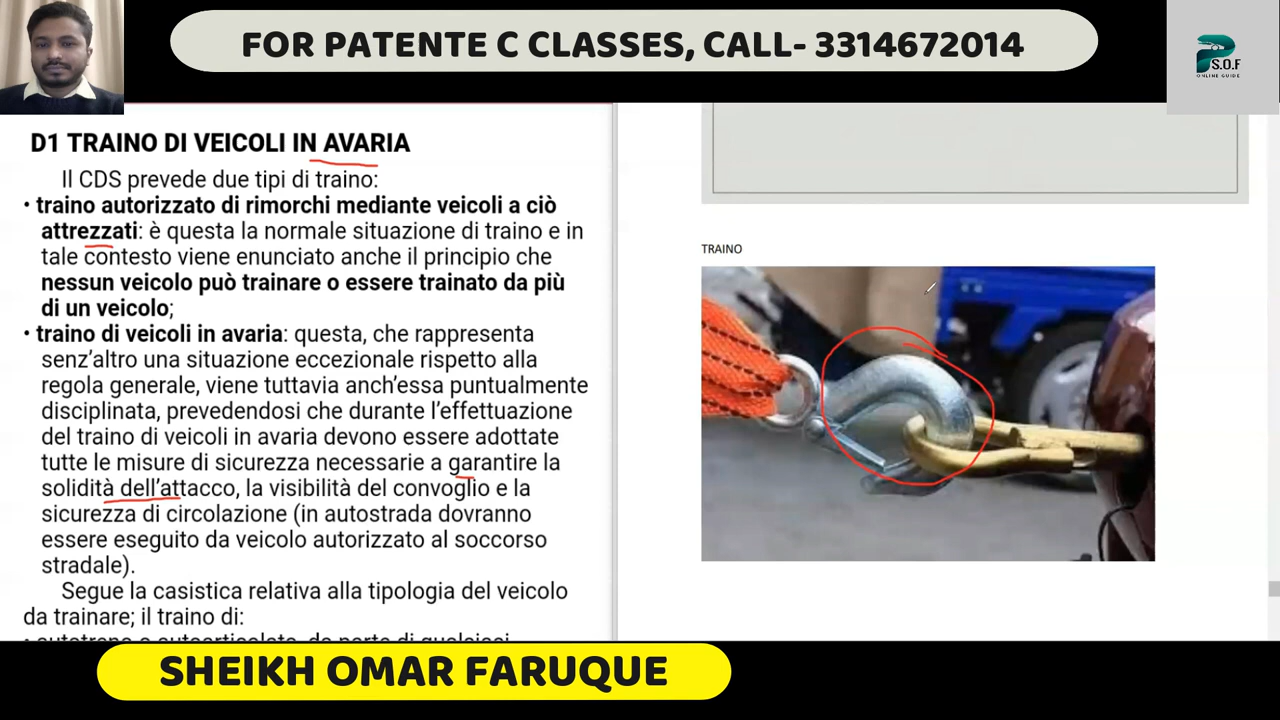 FOR PATENTE C CLASSES, CALL- 3314672014
S.O.F
ONLINE GUIDE
D1 TRAINO DI VEICOLI IN AVARIA
Il CDS prevede due tipi di traino:
• traino autorizzato di rimorchi mediante veicoli a ciò
attrezzati: è questa la normale situazione di traino e in
tale contesto viene enunciato anche il principio che
nessun veicolo può trainare o essere trainato da più
di un veicolo;
• traino di veicoli in avaria: questa, che rappresenta
senz’altro una situazione eccezionale rispetto alla
regola generale, viene tuttavia anch’essa puntualmente
disciplinata, prevedendosi che durante l’effettuazione
del traino di veicoli in avaria devono essere adottate
tutte le misure di sicurezza necessarie a garantire la
solidità dell’attacco, la visibilità del convoglio e la
sicurezza di circolazione (in autostrada dovranno
essere eseguito da veicolo autorizzato al soccorso
stradale).
Segue la casistica relativa alla tipologia del veicolo
da trainare; il traino di:
TRAINO
SHEIKH OMAR FARUQUE